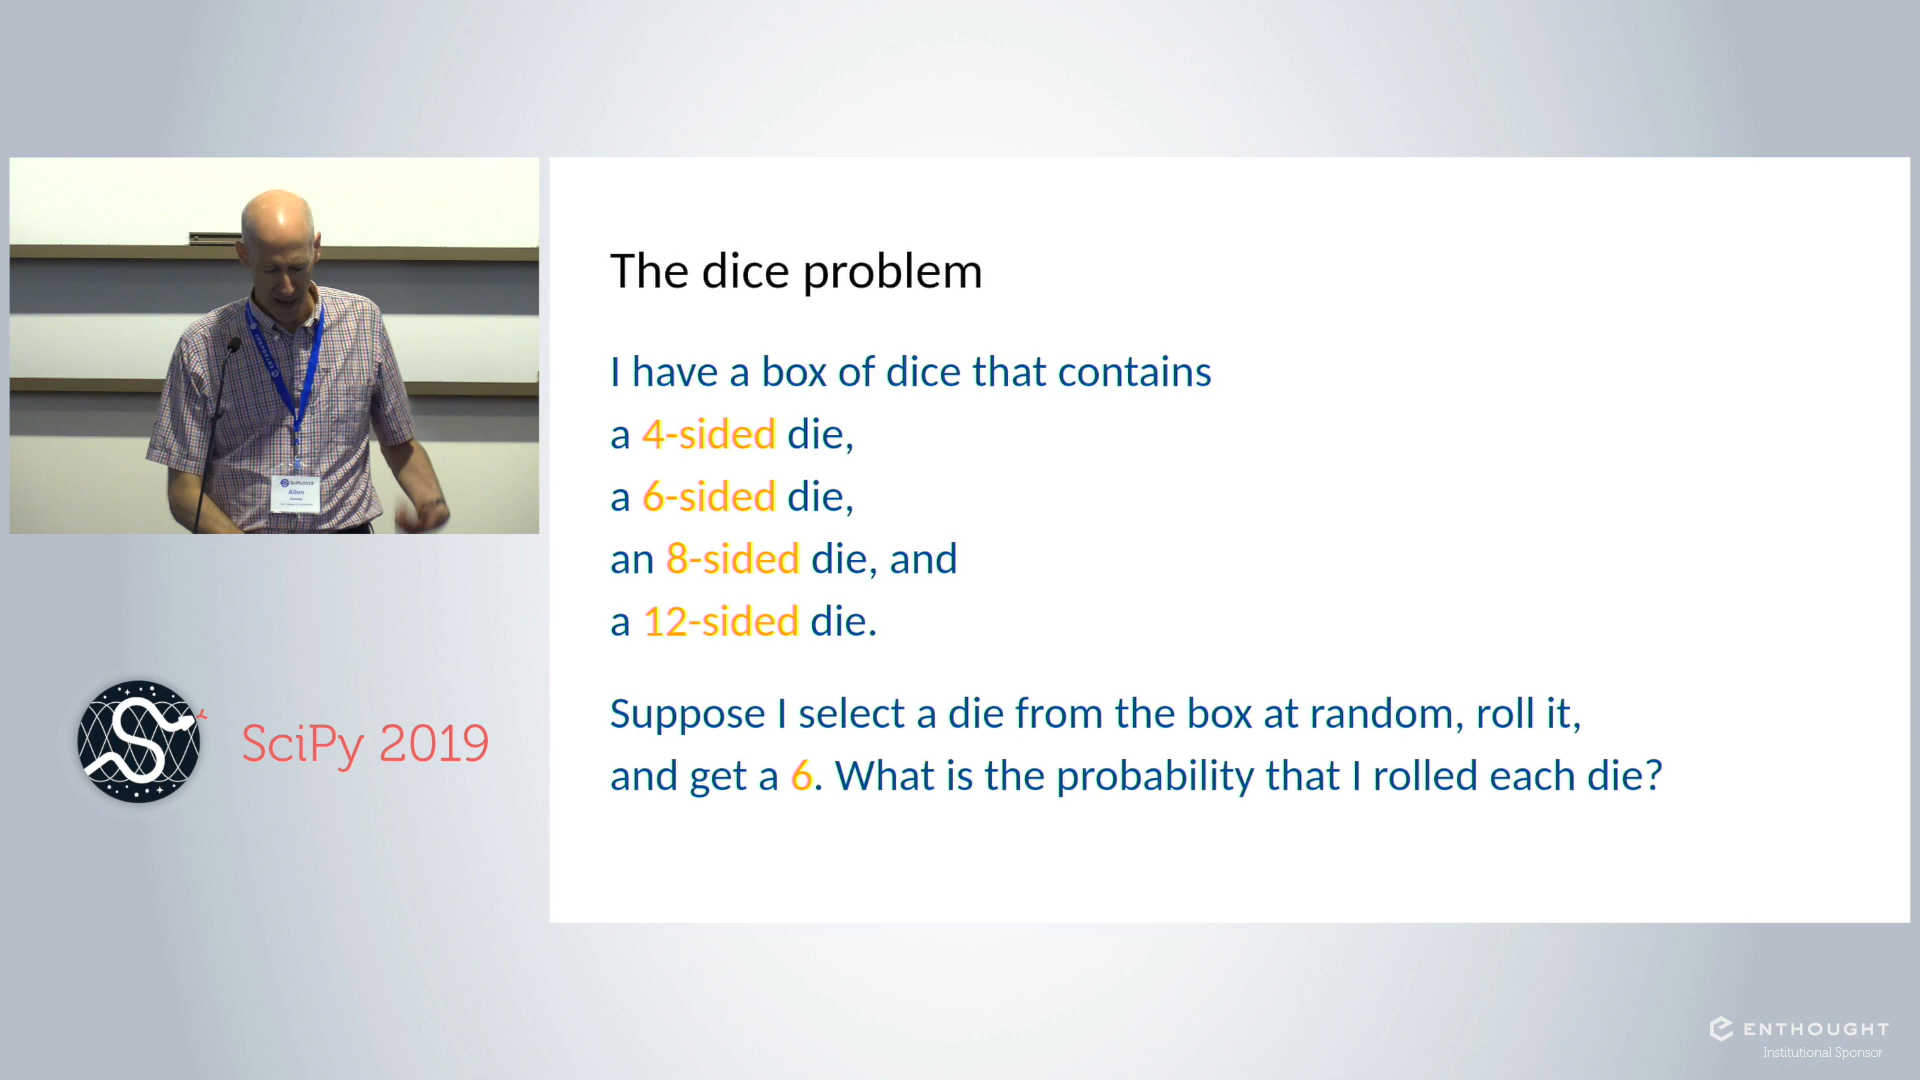 The dice problem
I have a box of dice that contains
a 4-sided die,
a 6-sided die,
an 8-sided die, and
a 12-sided die.
Suppose I select a die from the box at random, roll it,
and get a 6. What is the probability that I rolled each die?
SciPy2019
Allen
SciPy 2019
ENTHOUGHT
Institutional Sponsor